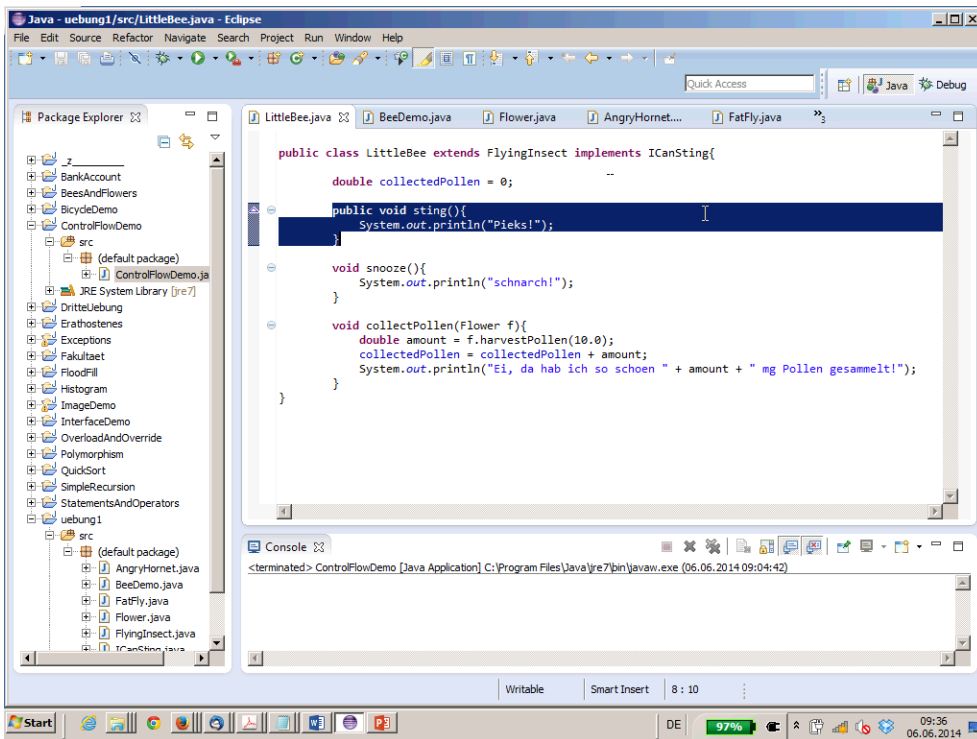 Java - uebung1/src/LittleBee.java - Eclipse
File Edit Source Refactor Navigate Search Project Run Window Help
Quick Access
Java Debug
Package Explorer
_z_________
BankAccount
BeesAndFlowers
BicycleDemo
ControlFlowDemo
src
(default package)
ControlFlowDemo.ja
JRE System Library [jre7]
DritteUebung
Erathostenes
Exceptions
Fakultaet
FloodFill
Histogram
ImageDemo
InterfaceDemo
OverloadAndOverride
Polymorphism
QuickSort
SimpleRecursion
StatementsAndOperators
uebung1
src
(default package)
AngryHornet.java
BeeDemo.java
FatFly.java
Flower.java
FlyingInsect.java
ICanSting.java
LittleBee.java BeeDemo.java Flower.java AngryHornet.... FatFly.java »3
public class LittleBee extends FlyingInsect implements ICanSting{
double collectedPollen = 0;
public void sting(){
System.out.println("Pieks!");
}
void snooze(){
System.out.println("schnarch!");
}
void collectPollen(Flower f){
double amount = f.harvestPollen(10.0);
collectedPollen = collectedPollen + amount;
System.out.println("Ei, da hab ich so schoen " + amount + " mg Pollen gesammelt!");
}
}
Console
<terminated> ControlFlowDemo [Java Application] C:\Program Files\Java\jre7\bin\javaw.exe (06.06.2014 09:04:42)
Writable Smart Insert 8 : 10
Start DE 97% 09:36
06.06.2014